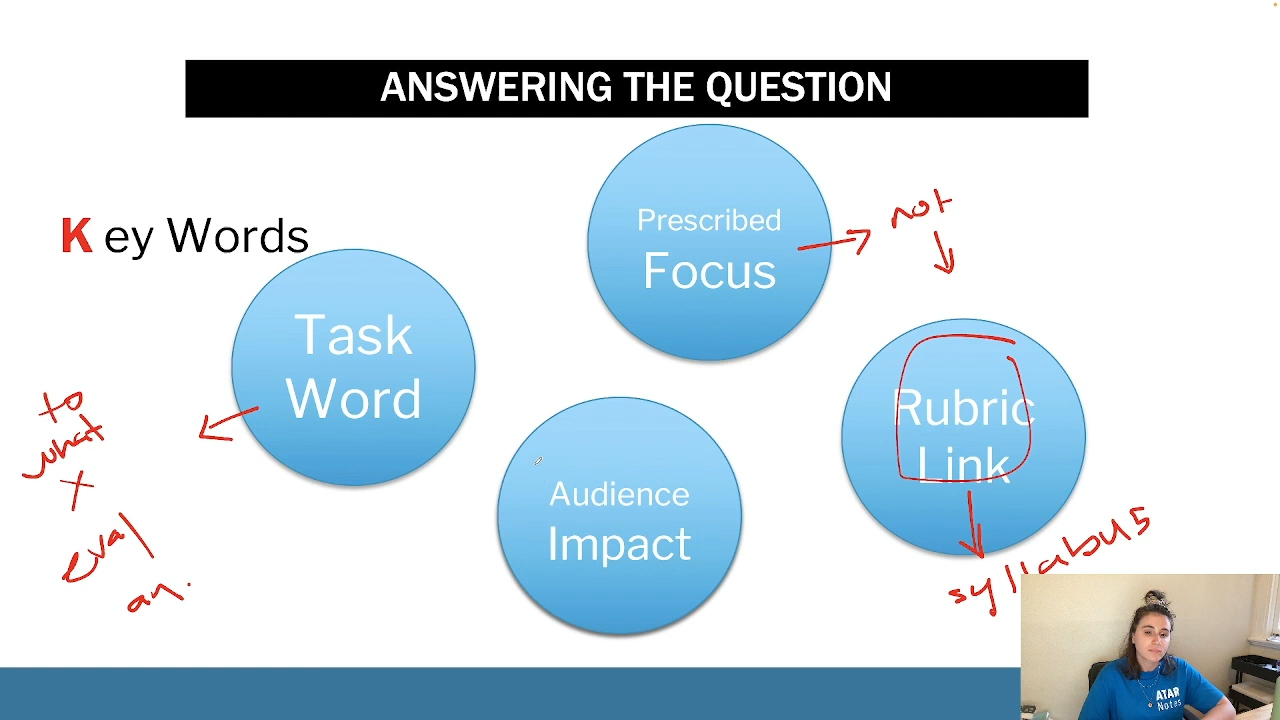 ANSWERING THE QUESTION
Key Words
Prescribed
Focus
not
Task
Word
Rubric
Link
to
what
x
eval
an.
Audience
Impact
syllabus
ATAR
Notes